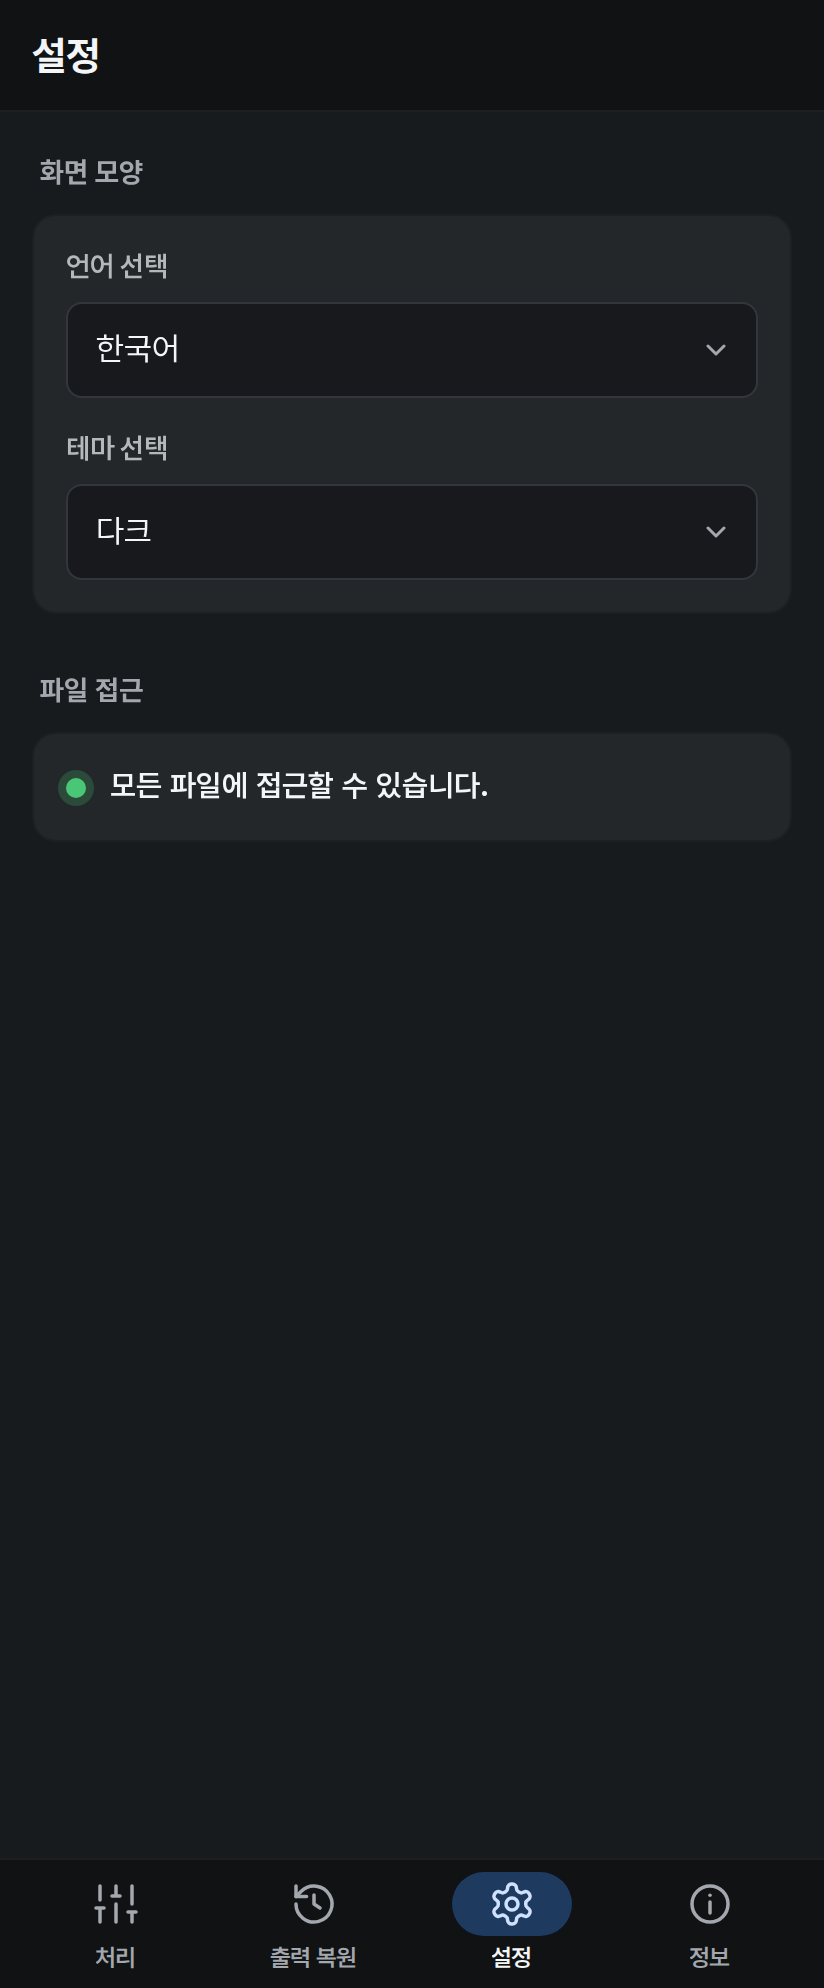 설정
화면 모양
언어 선택
한국어
테마 선택
다크
파일 접근
모든 파일에 접근할 수 있습니다.
처리
출력 복원
설정
정보